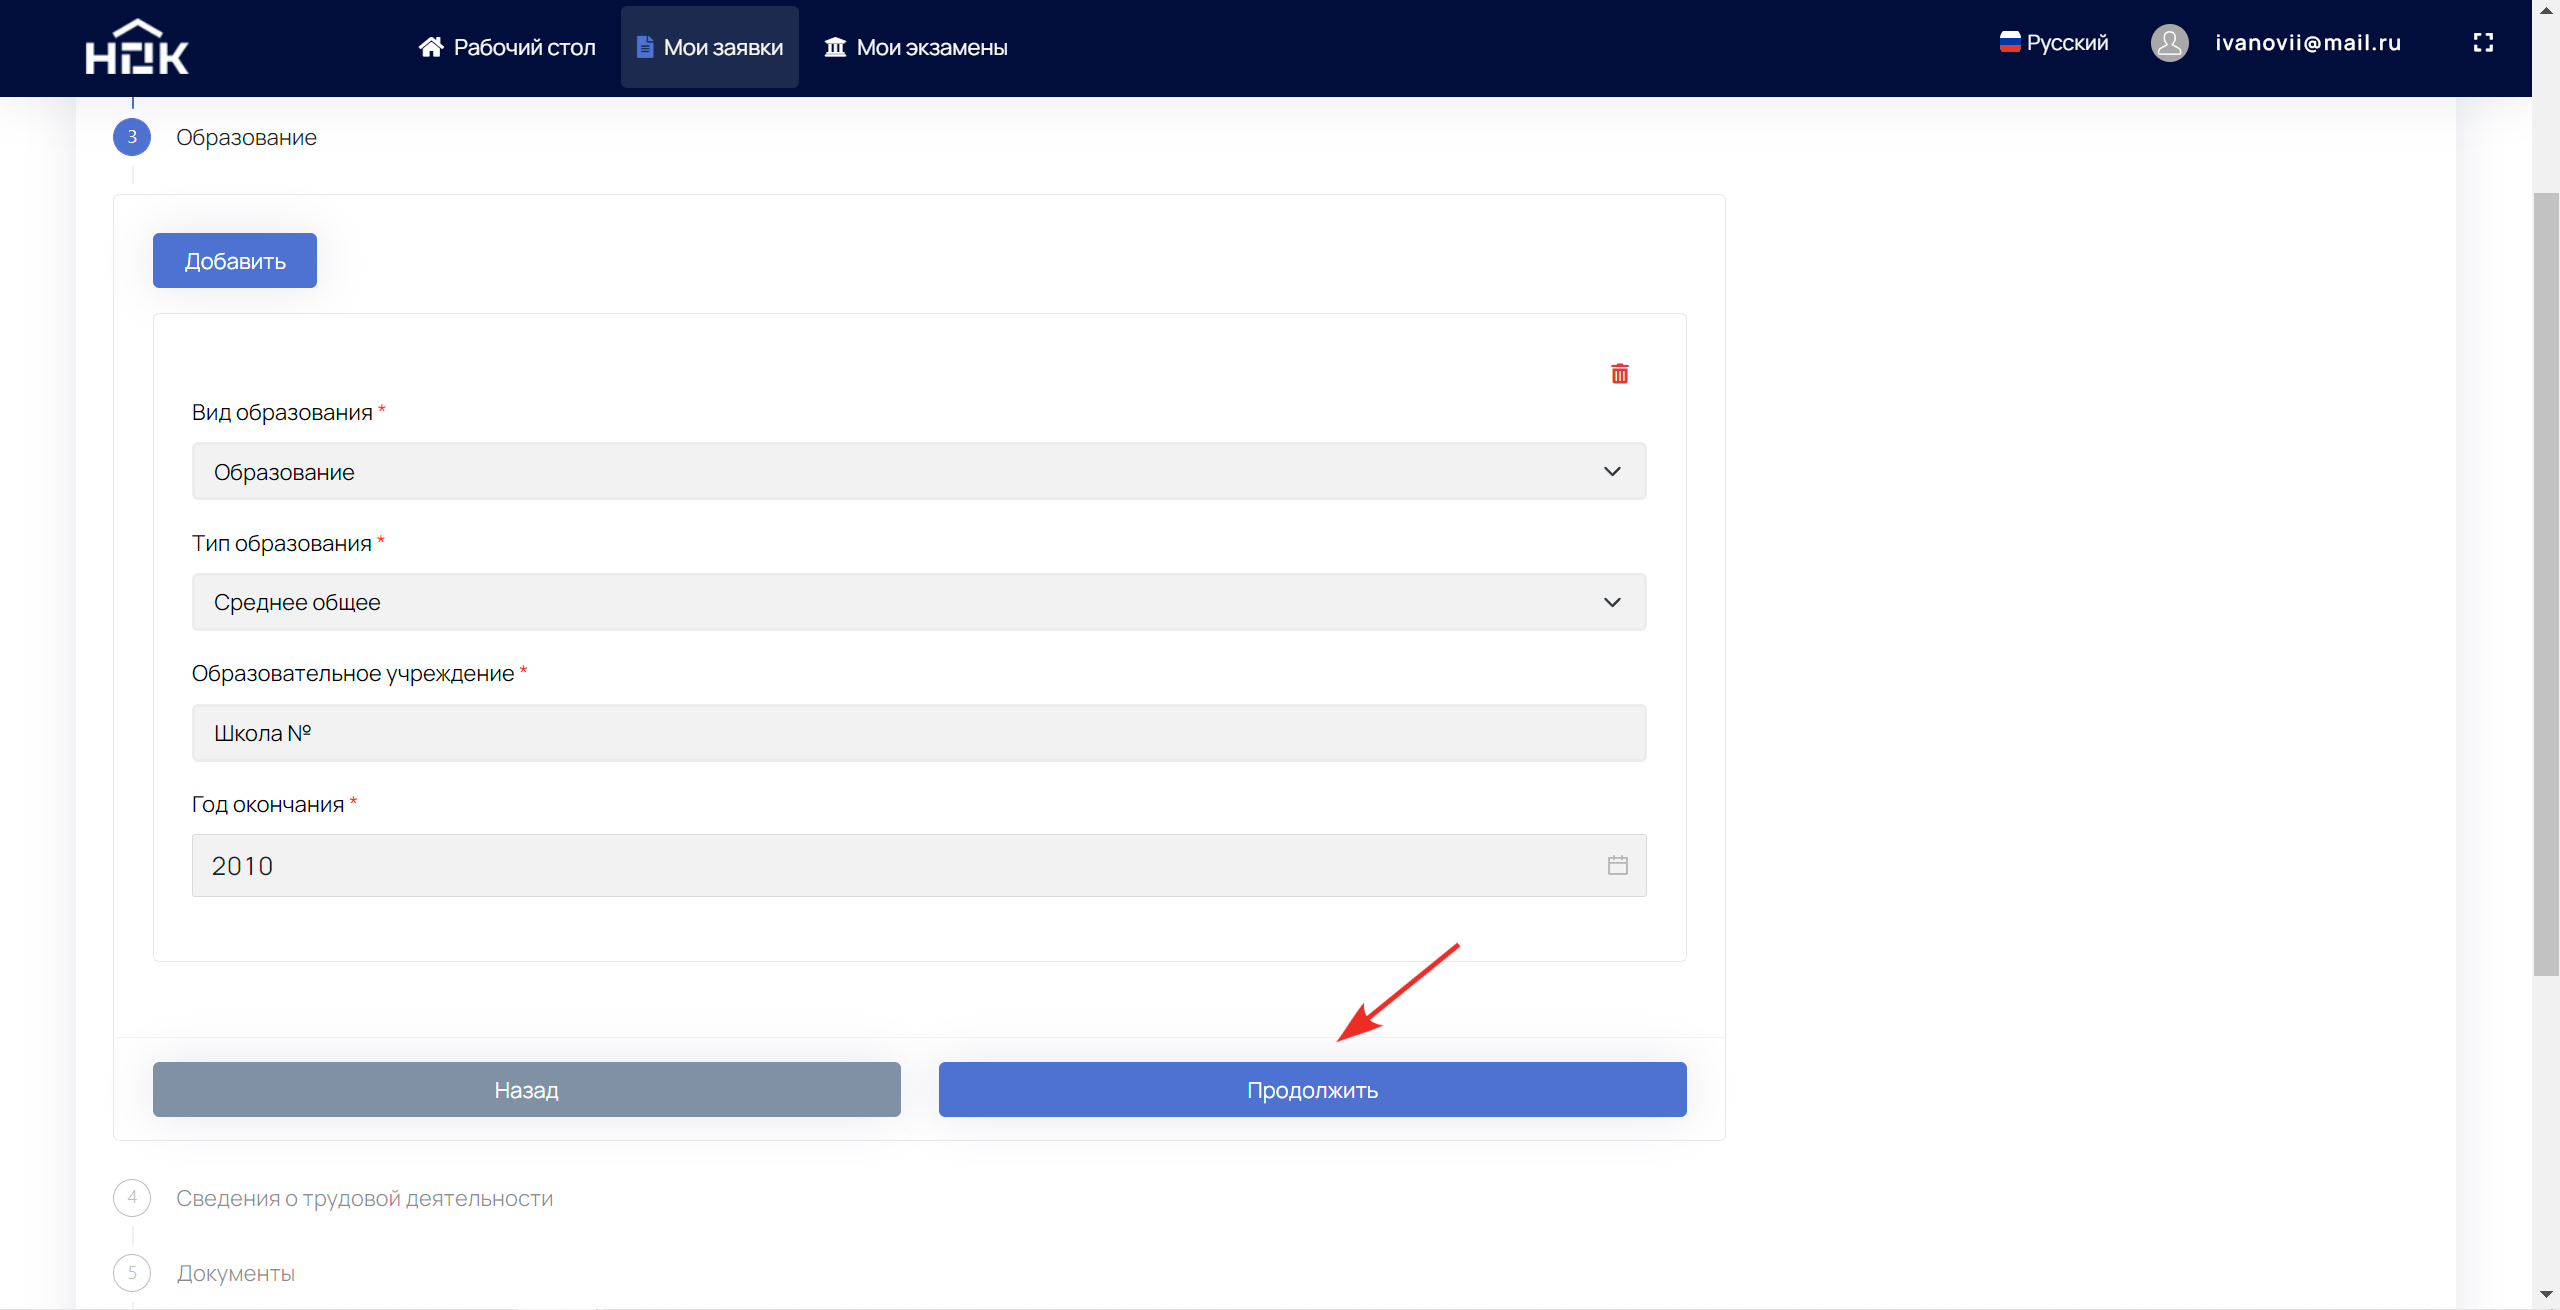 НОК
Рабочий стол
Мои заявки
Мои экзамены
Русский
ivanovii@mail.ru
3
Образование
Добавить
Вид образования *
Образование
Тип образования *
Среднее общее
Образовательное учреждение *
Школа №
Год окончания *
2010
Назад
Продолжить
4
Сведения о трудовой деятельности
5
Документы